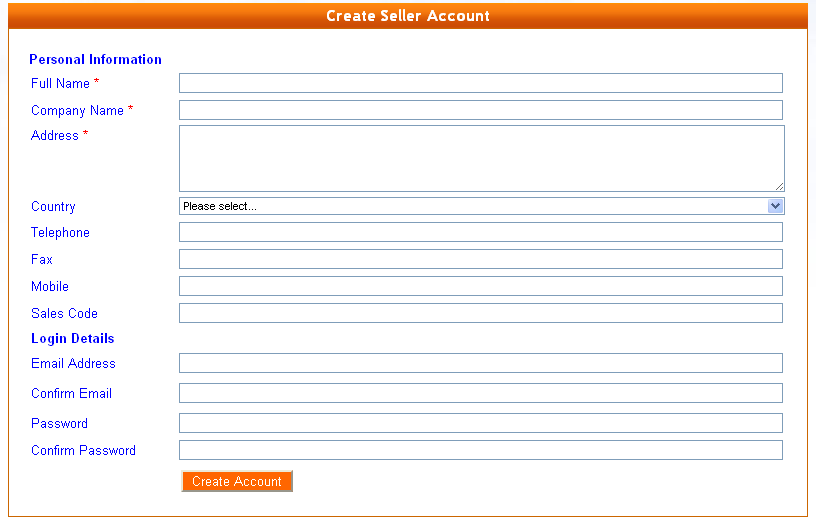 Create Seller Account
Personal Information
Full Name *
Company Name *
Address *
Country Please select...
Telephone
Fax
Mobile
Sales Code
Login Details
Email Address
Confirm Email
Password
Confirm Password
Create Account